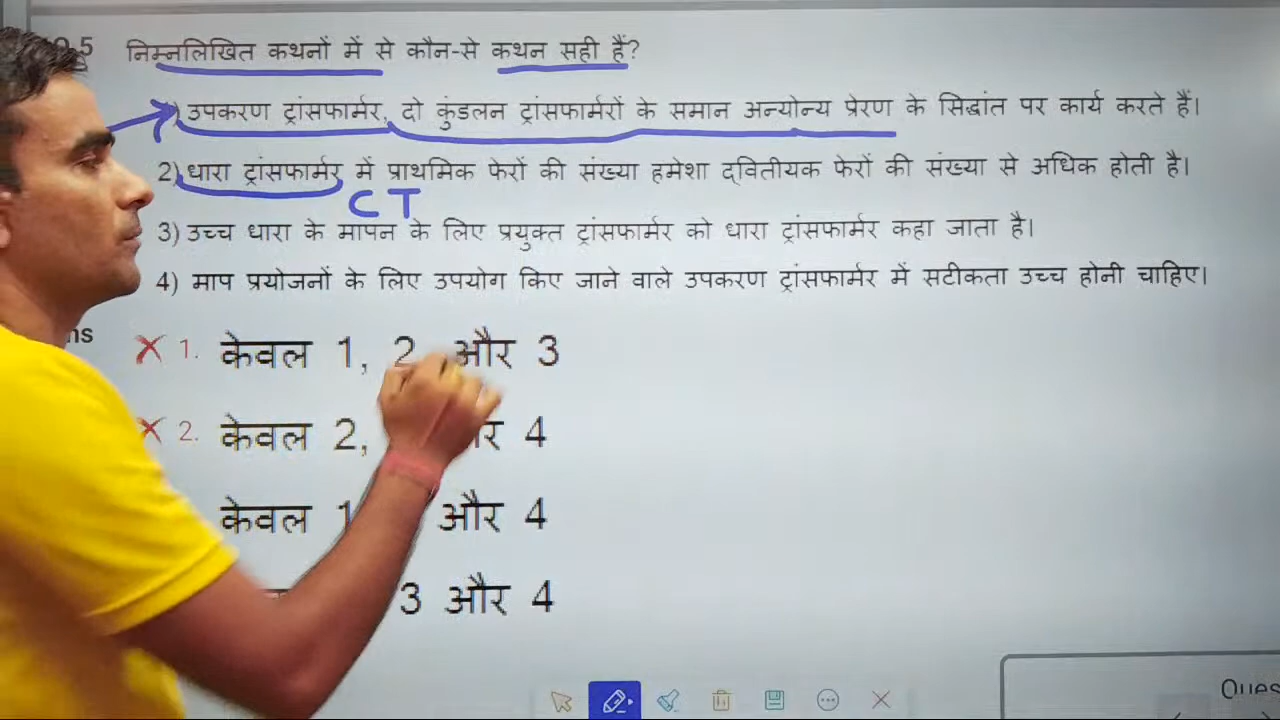 निम्नलिखित कथनों में से कौन-से कथन सही हैं?
उपकरण ट्रांसफार्मर, दो कुंडलन ट्रांसफार्मरों के समान अन्योन्य प्रेरण के सिद्धांत पर कार्य करते हैं।
2) धारा ट्रांसफार्मर में प्राथमिक फेरों की संख्या हमेशा द्वितीयक फेरों की संख्या से अधिक होती है।
CT
3) उच्च धारा के मापन के लिए प्रयुक्त ट्रांसफार्मर को धारा ट्रांसफार्मर कहा जाता है।
4) माप प्रयोजनों के लिए उपयोग किए जाने वाले उपकरण ट्रांसफार्मर में सटीकता उच्च होनी चाहिए।
1. केवल 1, 2 और 3
2. केवल 2, 4
केवल 1 और 4
3 और 4